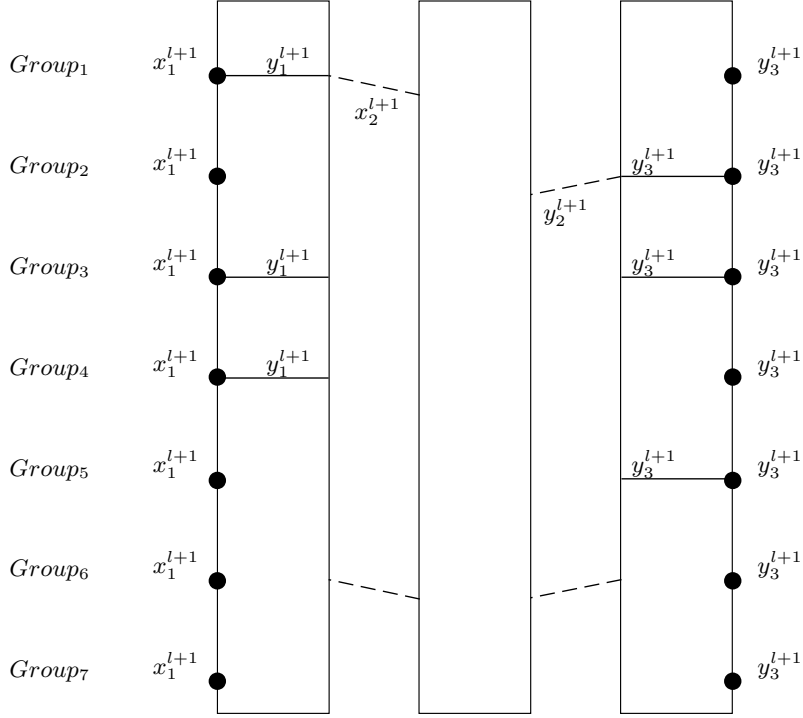 Group₁ x₁^{l+1} y₁^{l+1} y₃^{l+1}
x₂^{l+1}
Group₂ x₁^{l+1} y₃^{l+1} y₃^{l+1}
y₂^{l+1}
Group₃ x₁^{l+1} y₁^{l+1} y₃^{l+1} y₃^{l+1}
Group₄ x₁^{l+1} y₁^{l+1} y₃^{l+1}
Group₅ x₁^{l+1} y₃^{l+1} y₃^{l+1}
Group₆ x₁^{l+1} y₃^{l+1}
Group₇ x₁^{l+1} y₃^{l+1}